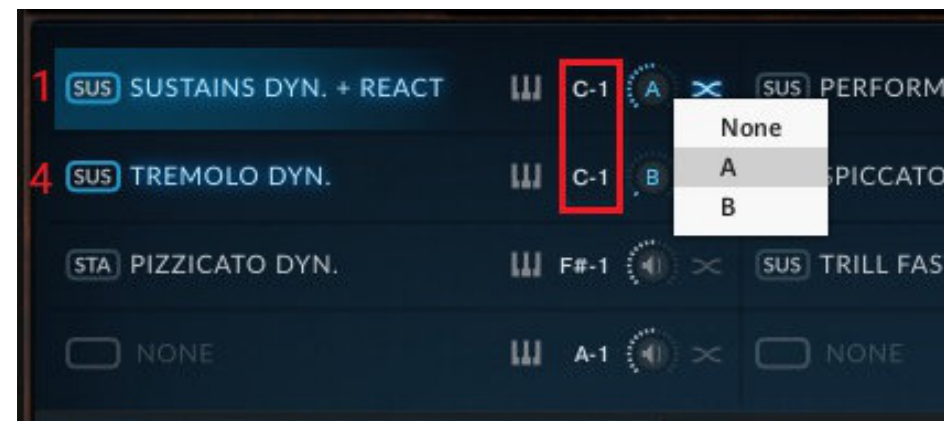 1 SUS SUSTAINS DYN. + REACT C-1 A SUS PERFORM
None
A
B
4 SUS TREMOLO DYN. C-1 B SPICCATO
STA PIZZICATO DYN. F#-1 SUS TRILL FAS
NONE A-1 NONE